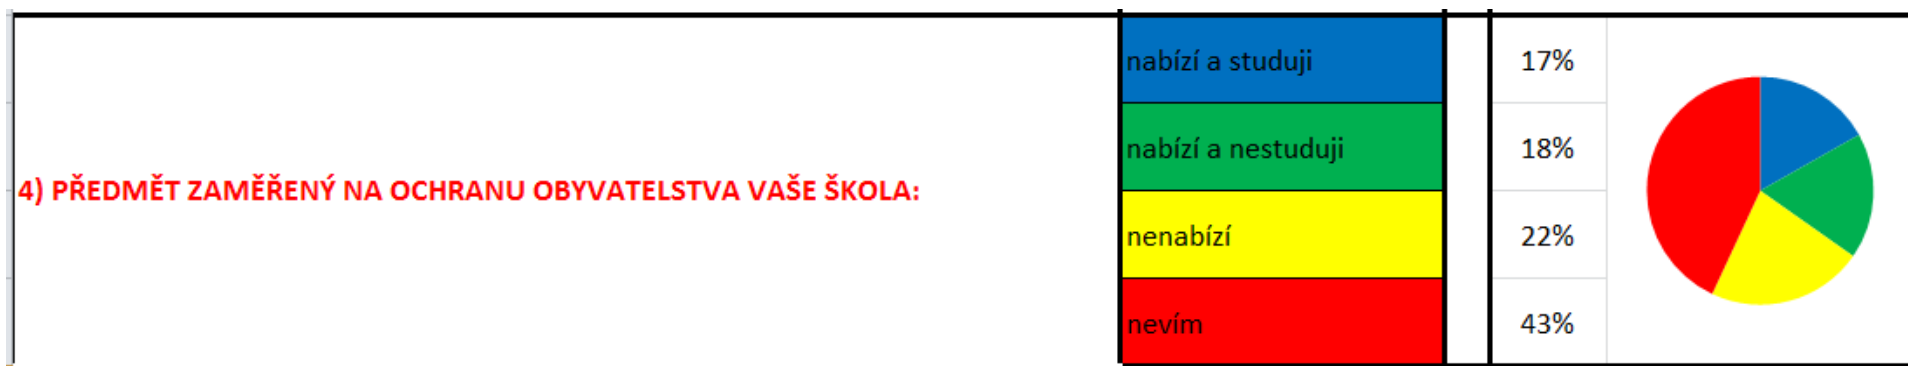 nabízí a studuji 17%
nabízí a nestuduji 18%
4) PŘEDMĚT ZAMĚŘENÝ NA OCHRANU OBYVATELSTVA VAŠE ŠKOLA:
nenabízí 22%
nevím 43%